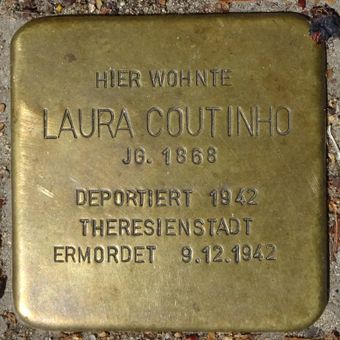 HIER WOHNTE
LAURA COUTINHO
JG. 1868
DEPORTIERT 1942
THERESIENSTADT
ERMORDET 9.12.1942